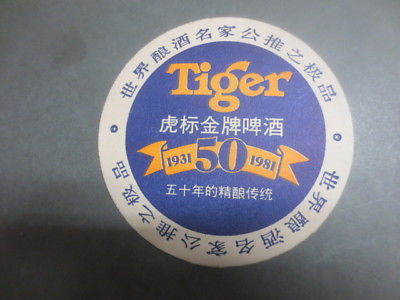 世界酿酒名家公推之极品
Tiger
虎标金牌啤酒
1931 50 1981
五十年的精酿传统
世界酿酒名家公推之极品